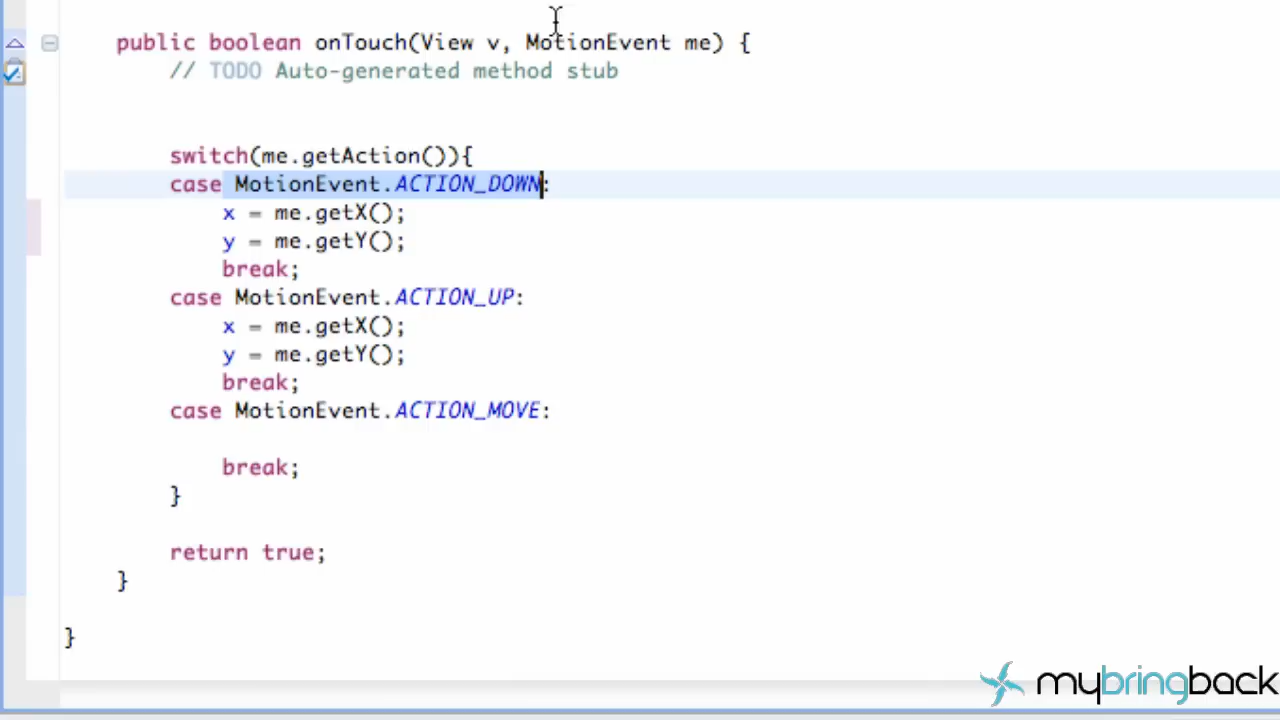 public boolean onTouch(View v, MotionEvent me) {
// TODO Auto-generated method stub
switch(me.getAction()){
case MotionEvent.ACTION_DOWN:
x = me.getX();
y = me.getY();
break;
case MotionEvent.ACTION_UP:
x = me.getX();
y = me.getY();
break;
case MotionEvent.ACTION_MOVE:
break;
}
return true;
}
}
mybringback